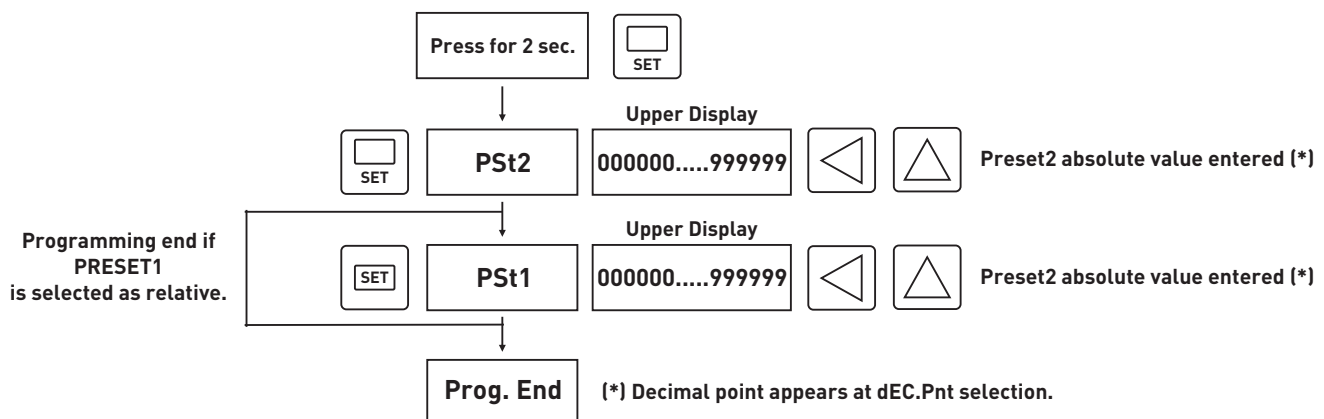 Press for 2 sec.
SET
Upper Display
SET
PSt2
000000.....999999
Preset2 absolute value entered (*)
Programming end if
PRESET1
is selected as relative.
Upper Display
SET
PSt1
000000.....999999
Preset2 absolute value entered (*)
Prog. End
(*) Decimal point appears at dEC.Pnt selection.